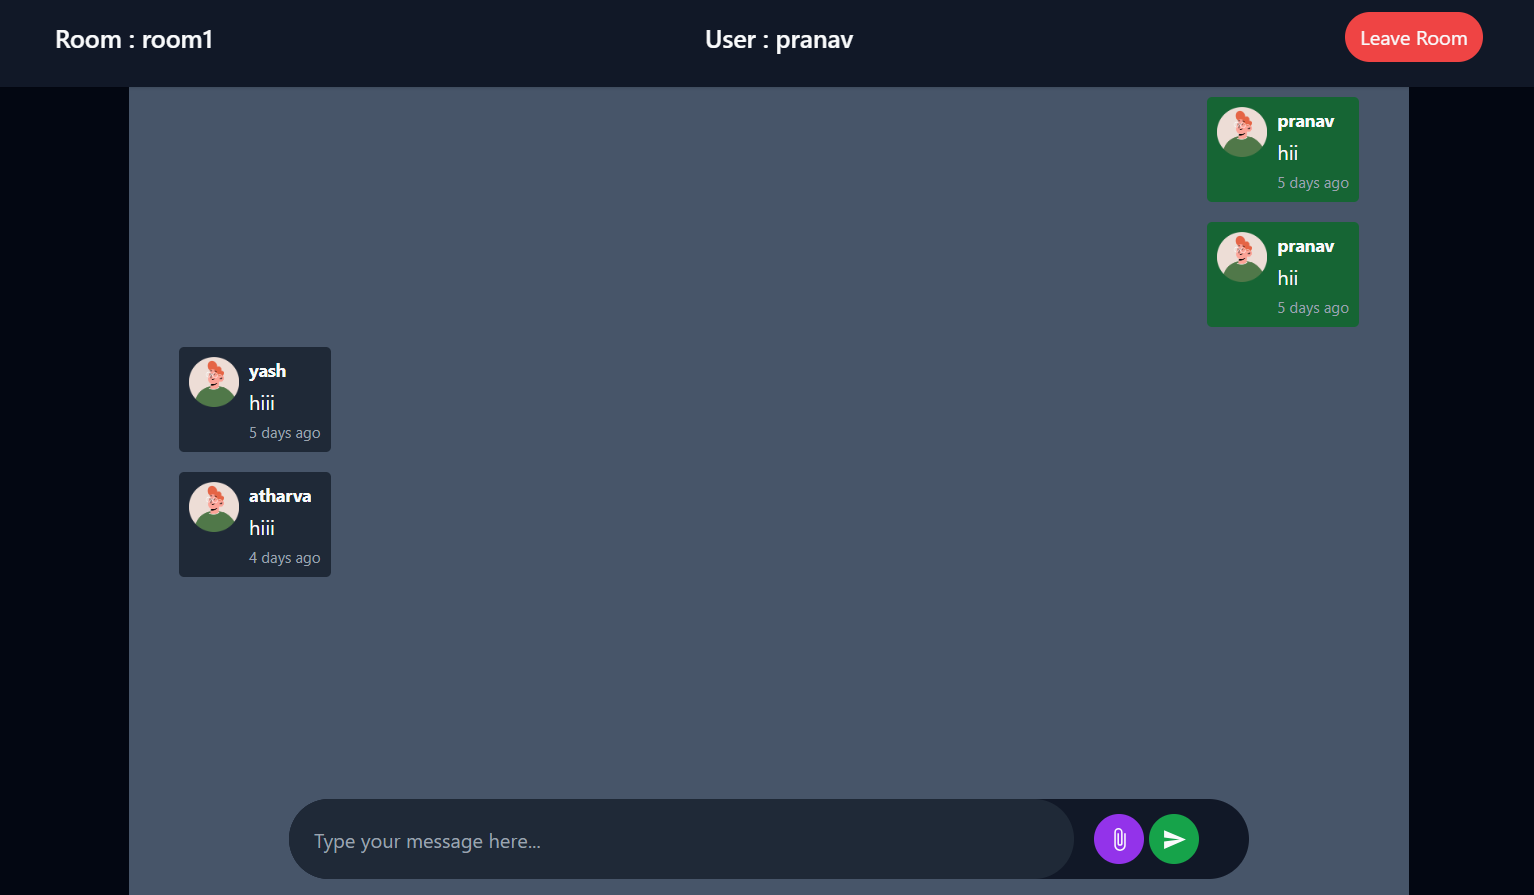 Room : room1
User : pranav
Leave Room
pranav
hii
5 days ago
pranav
hii
5 days ago
yash
hiii
5 days ago
atharva
hiii
4 days ago
Type your message here...